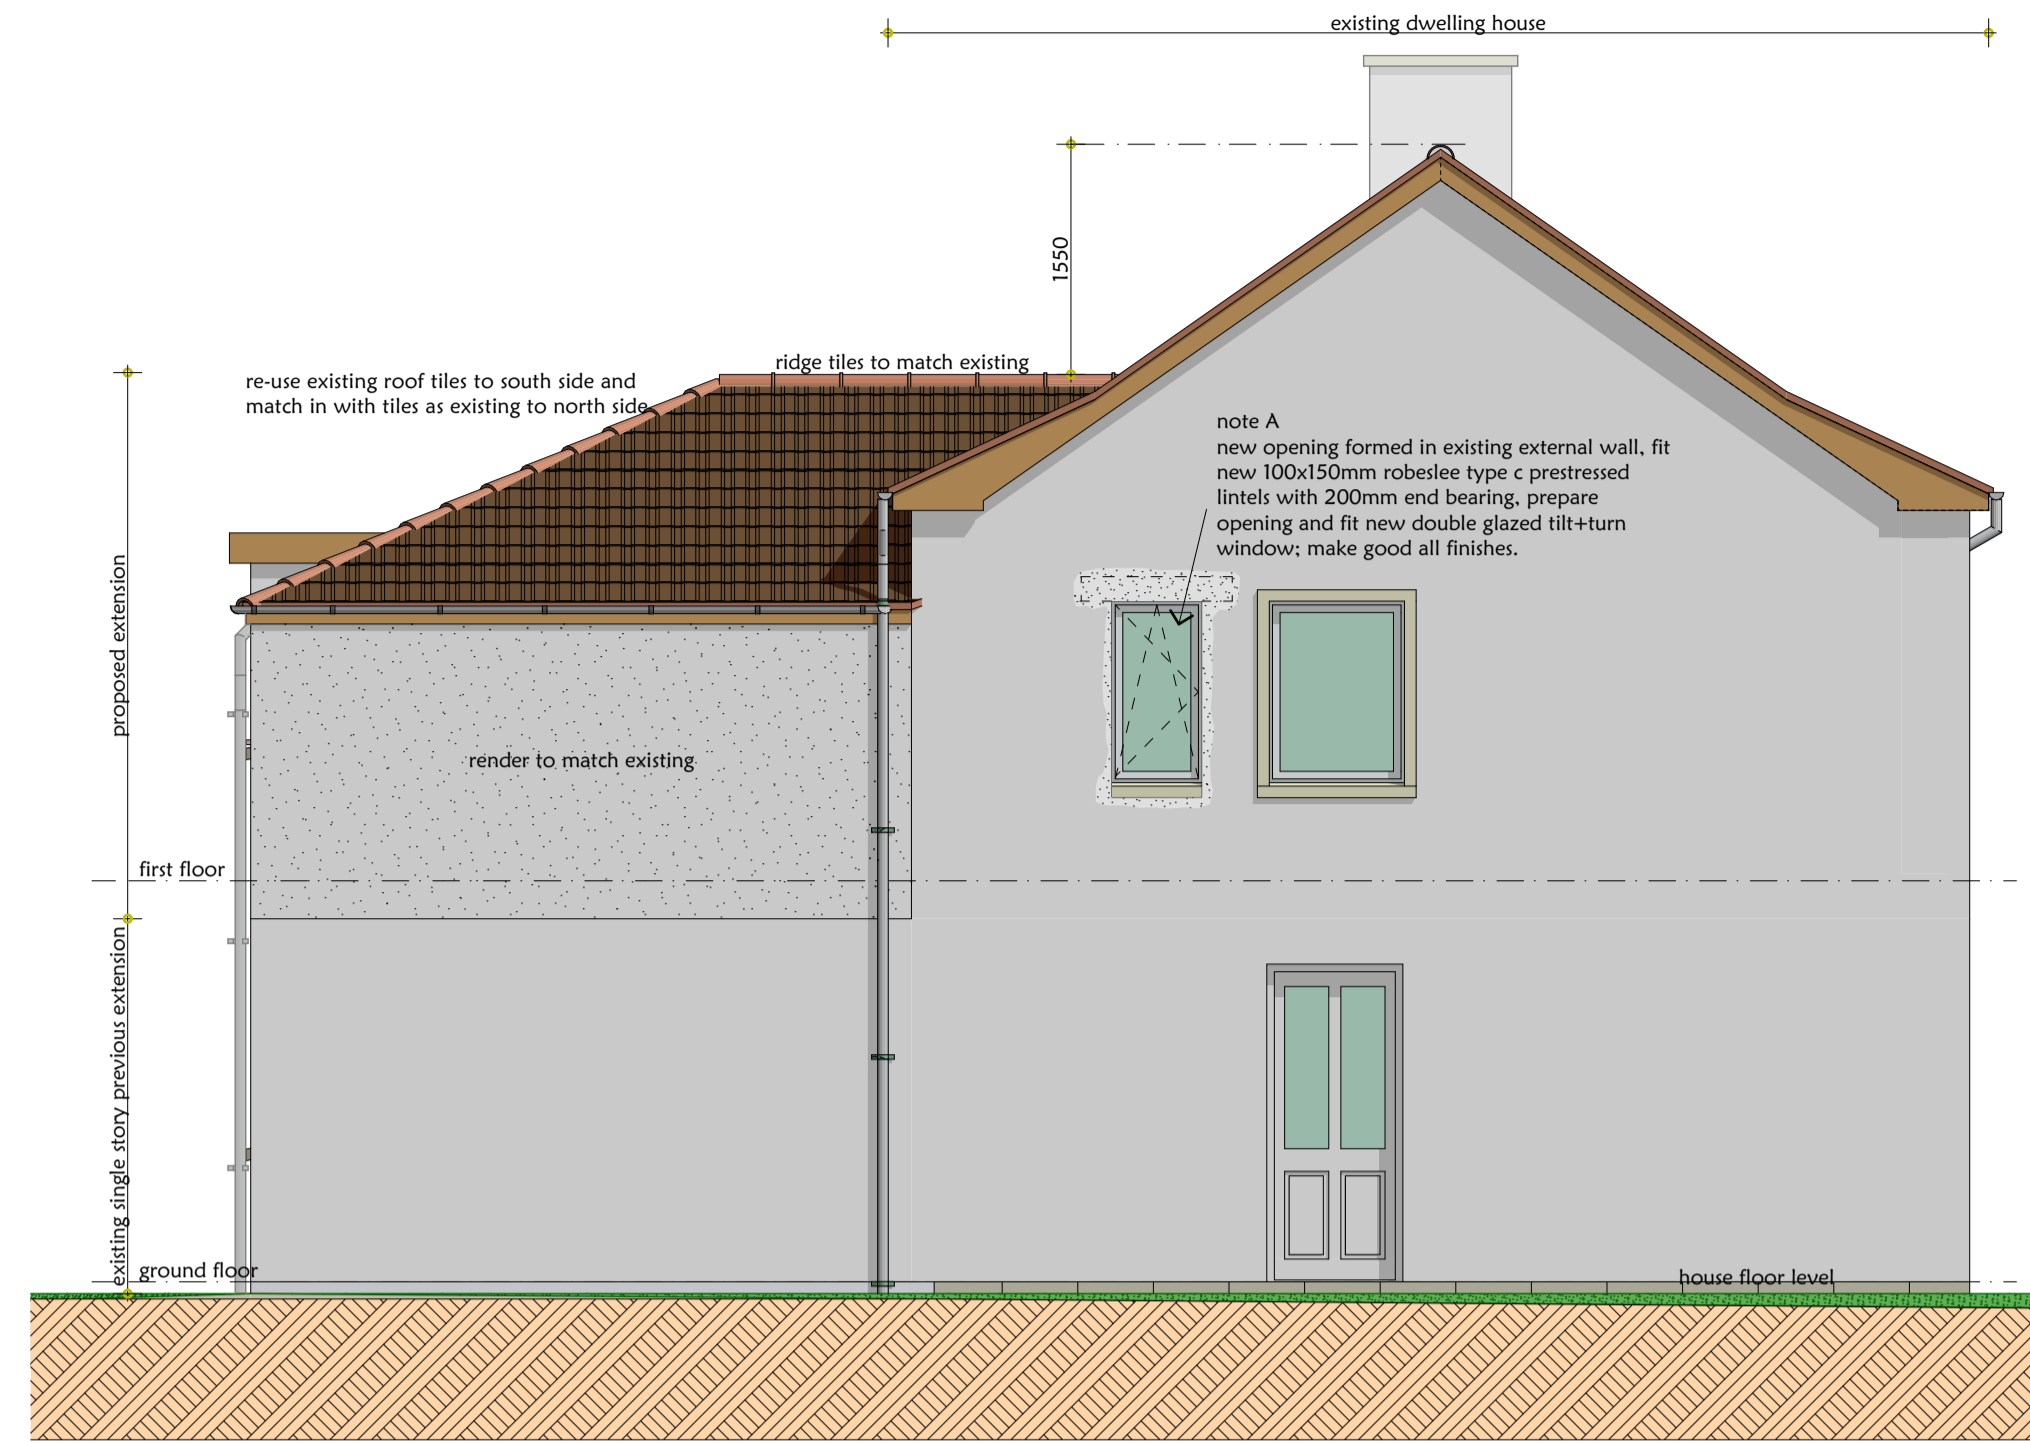 existing dwelling house
1550
ridge tiles to match existing
re-use existing roof tiles to south side and
match in with tiles as existing to north side
note A
new opening formed in existing external wall, fit
new 100x150mm robeslee type c prestressed
lintels with 200mm end bearing, prepare
opening and fit new double glazed tilt+turn
window; make good all finishes.
proposed extension
render to match existing
first floor
existing single story previous extension
ground floor
house floor level